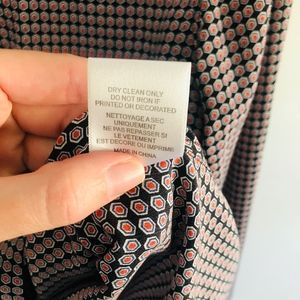 DRY CLEAN ONLY
DO NOT IRON IF
PRINTED OR DECORATED
NETTOYAGE A SEC
UNIQUEMENT
NE PAS REPASSER SI
LE VETEMENT
EST DECORE OU IMPRIME
MADE IN CHINA